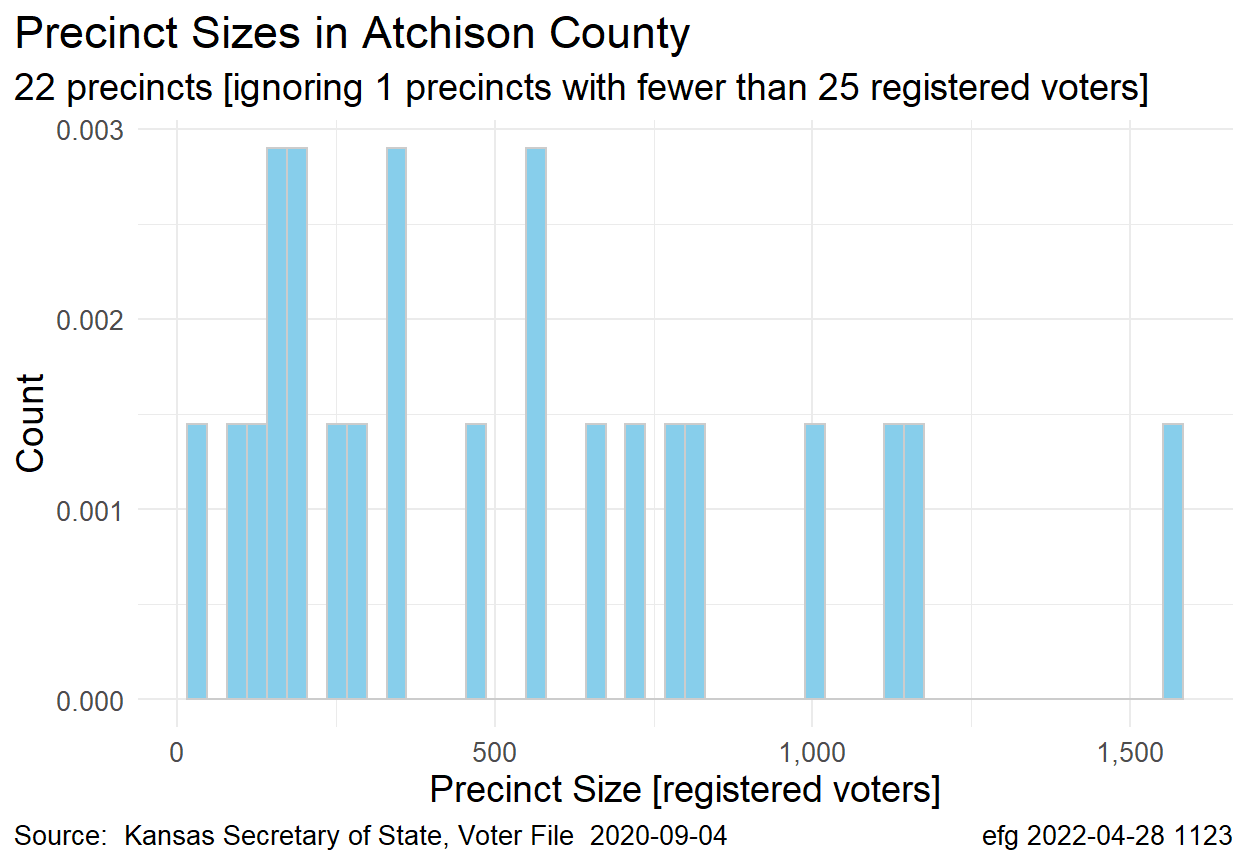 Precinct Sizes in Atchison County
22 precincts [ignoring 1 precincts with fewer than 25 registered voters]
0.003
0.002
0.001
0.000
Count
0 500 1,000 1,500
Precinct Size [registered voters]
Source:  Kansas Secretary of State, Voter File  2020-09-04 efg 2022-04-28 1123